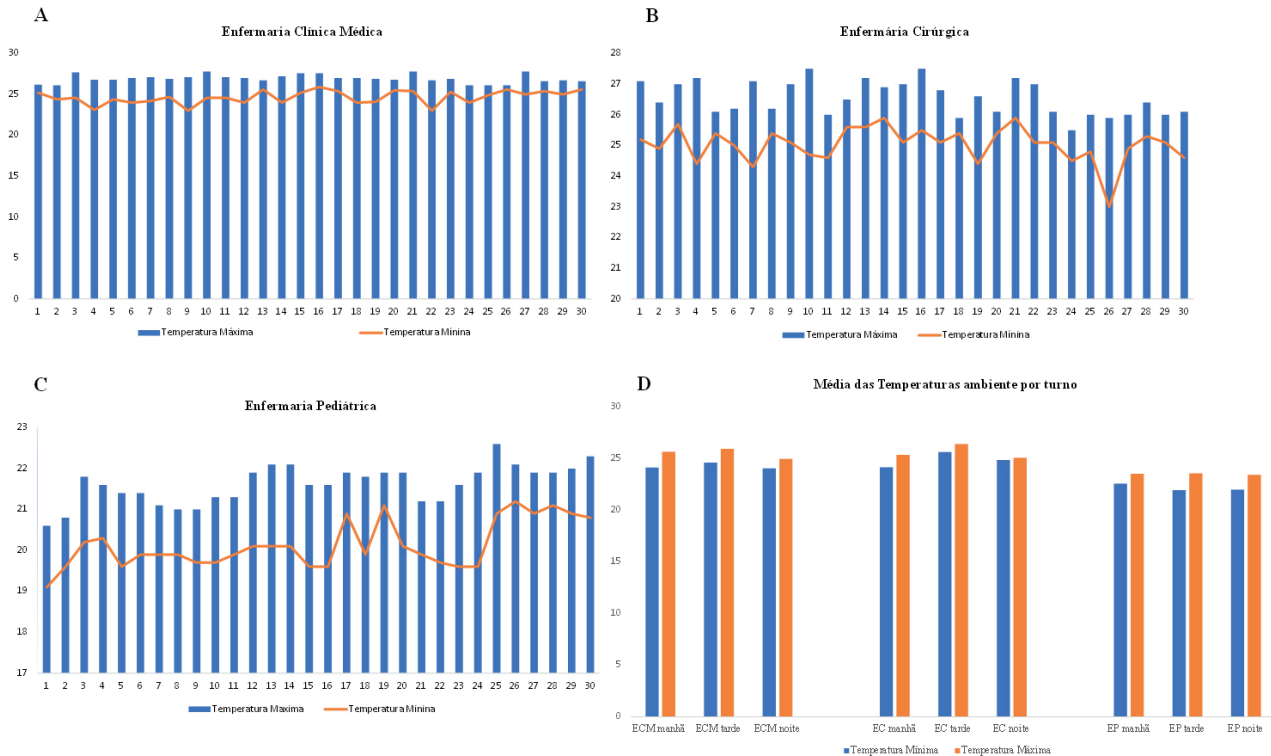 A
Enfermaria Clínica Médica
30
25
20
15
10
5
0
1 2 3 4 5 6 7 8 9 10 11 12 13 14 15 16 17 18 19 20 21 22 23 24 25 26 27 28 29 30
Temperatura Máxima Temperatura Mínina
B
Enfermária Cirúrgica
28
27
26
25
24
23
22
21
20
1 2 3 4 5 6 7 8 9 10 11 12 13 14 15 16 17 18 19 20 21 22 23 24 25 26 27 28 29 30
Temperatura Máxima Temperatura Mínina
C
Enfermaria Pediátrica
23
22
21
20
19
18
17
1 2 3 4 5 6 7 8 9 10 11 12 13 14 15 16 17 18 19 20 21 22 23 24 25 26 27 28 29 30
Temperatura Maxima Temperatura Minina
D
Média das Temperaturas ambiente por turno
30
25
20
15
10
5
0
ECM manhã ECM tarde ECM noite EC manhã EC tarde EC noite EP manhã EP tarde EP noite
Temperatura Mínima Temperatura Máxima